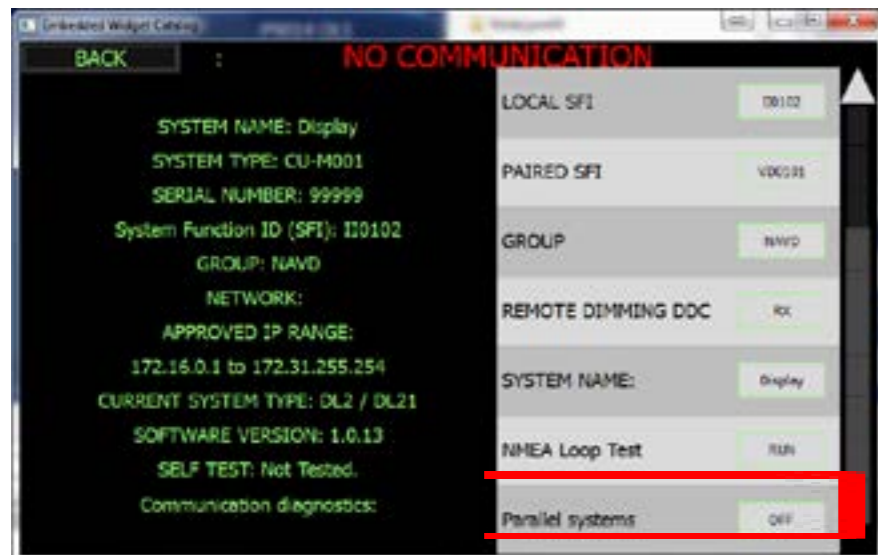 Embedded Widget Catalog
BACK
:
NO COMMUNICATION
SYSTEM NAME: Display
SYSTEM TYPE: CU-M001
SERIAL NUMBER: 99999
System Function ID (SFI): II0102
GROUP: NAVD
NETWORK:
APPROVED IP RANGE:
172.16.0.1 to 172.31.255.254
CURRENT SYSTEM TYPE: DL2 / DL21
SOFTWARE VERSION: 1.0.13
SELF TEST: Not Tested.
Communication diagnostics:
LOCAL SFI
II0102
PAIRED SFI
GROUP
NAVD
REMOTE DIMMING DDC
RX
SYSTEM NAME:
Display
NMEA Loop Test
RUN
Parallel systems
OFF